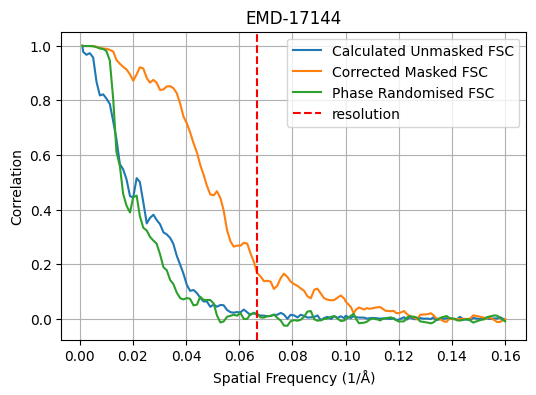 EMD-17144
Calculated Unmasked FSC
Corrected Masked FSC
Phase Randomised FSC
resolution
Correlation
1.0
0.8
0.6
0.4
0.2
0.0
0.00 0.02 0.04 0.06 0.08 0.10 0.12 0.14 0.16
Spatial Frequency (1/Å)